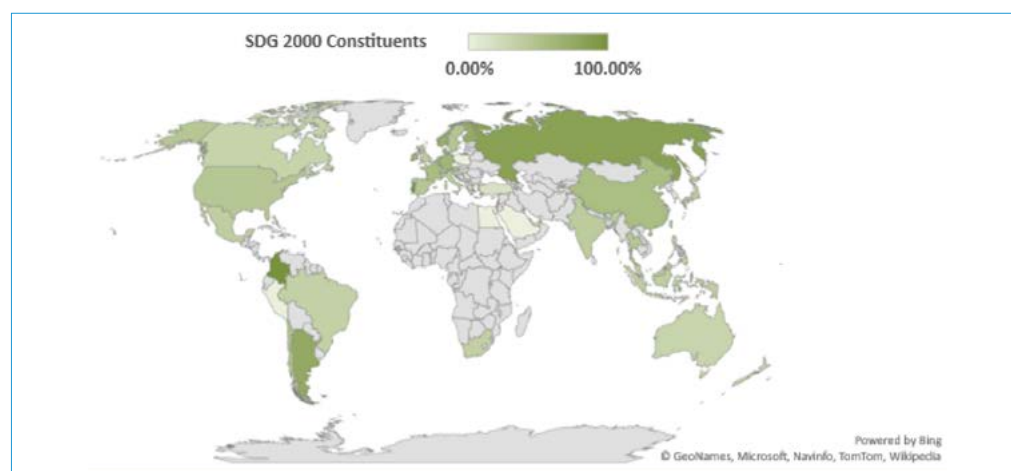 SDG 2000 Constituents
0.00% 100.00%
Powered by Bing
© GeoNames, Microsoft, Navinfo, TomTom, Wikipedia